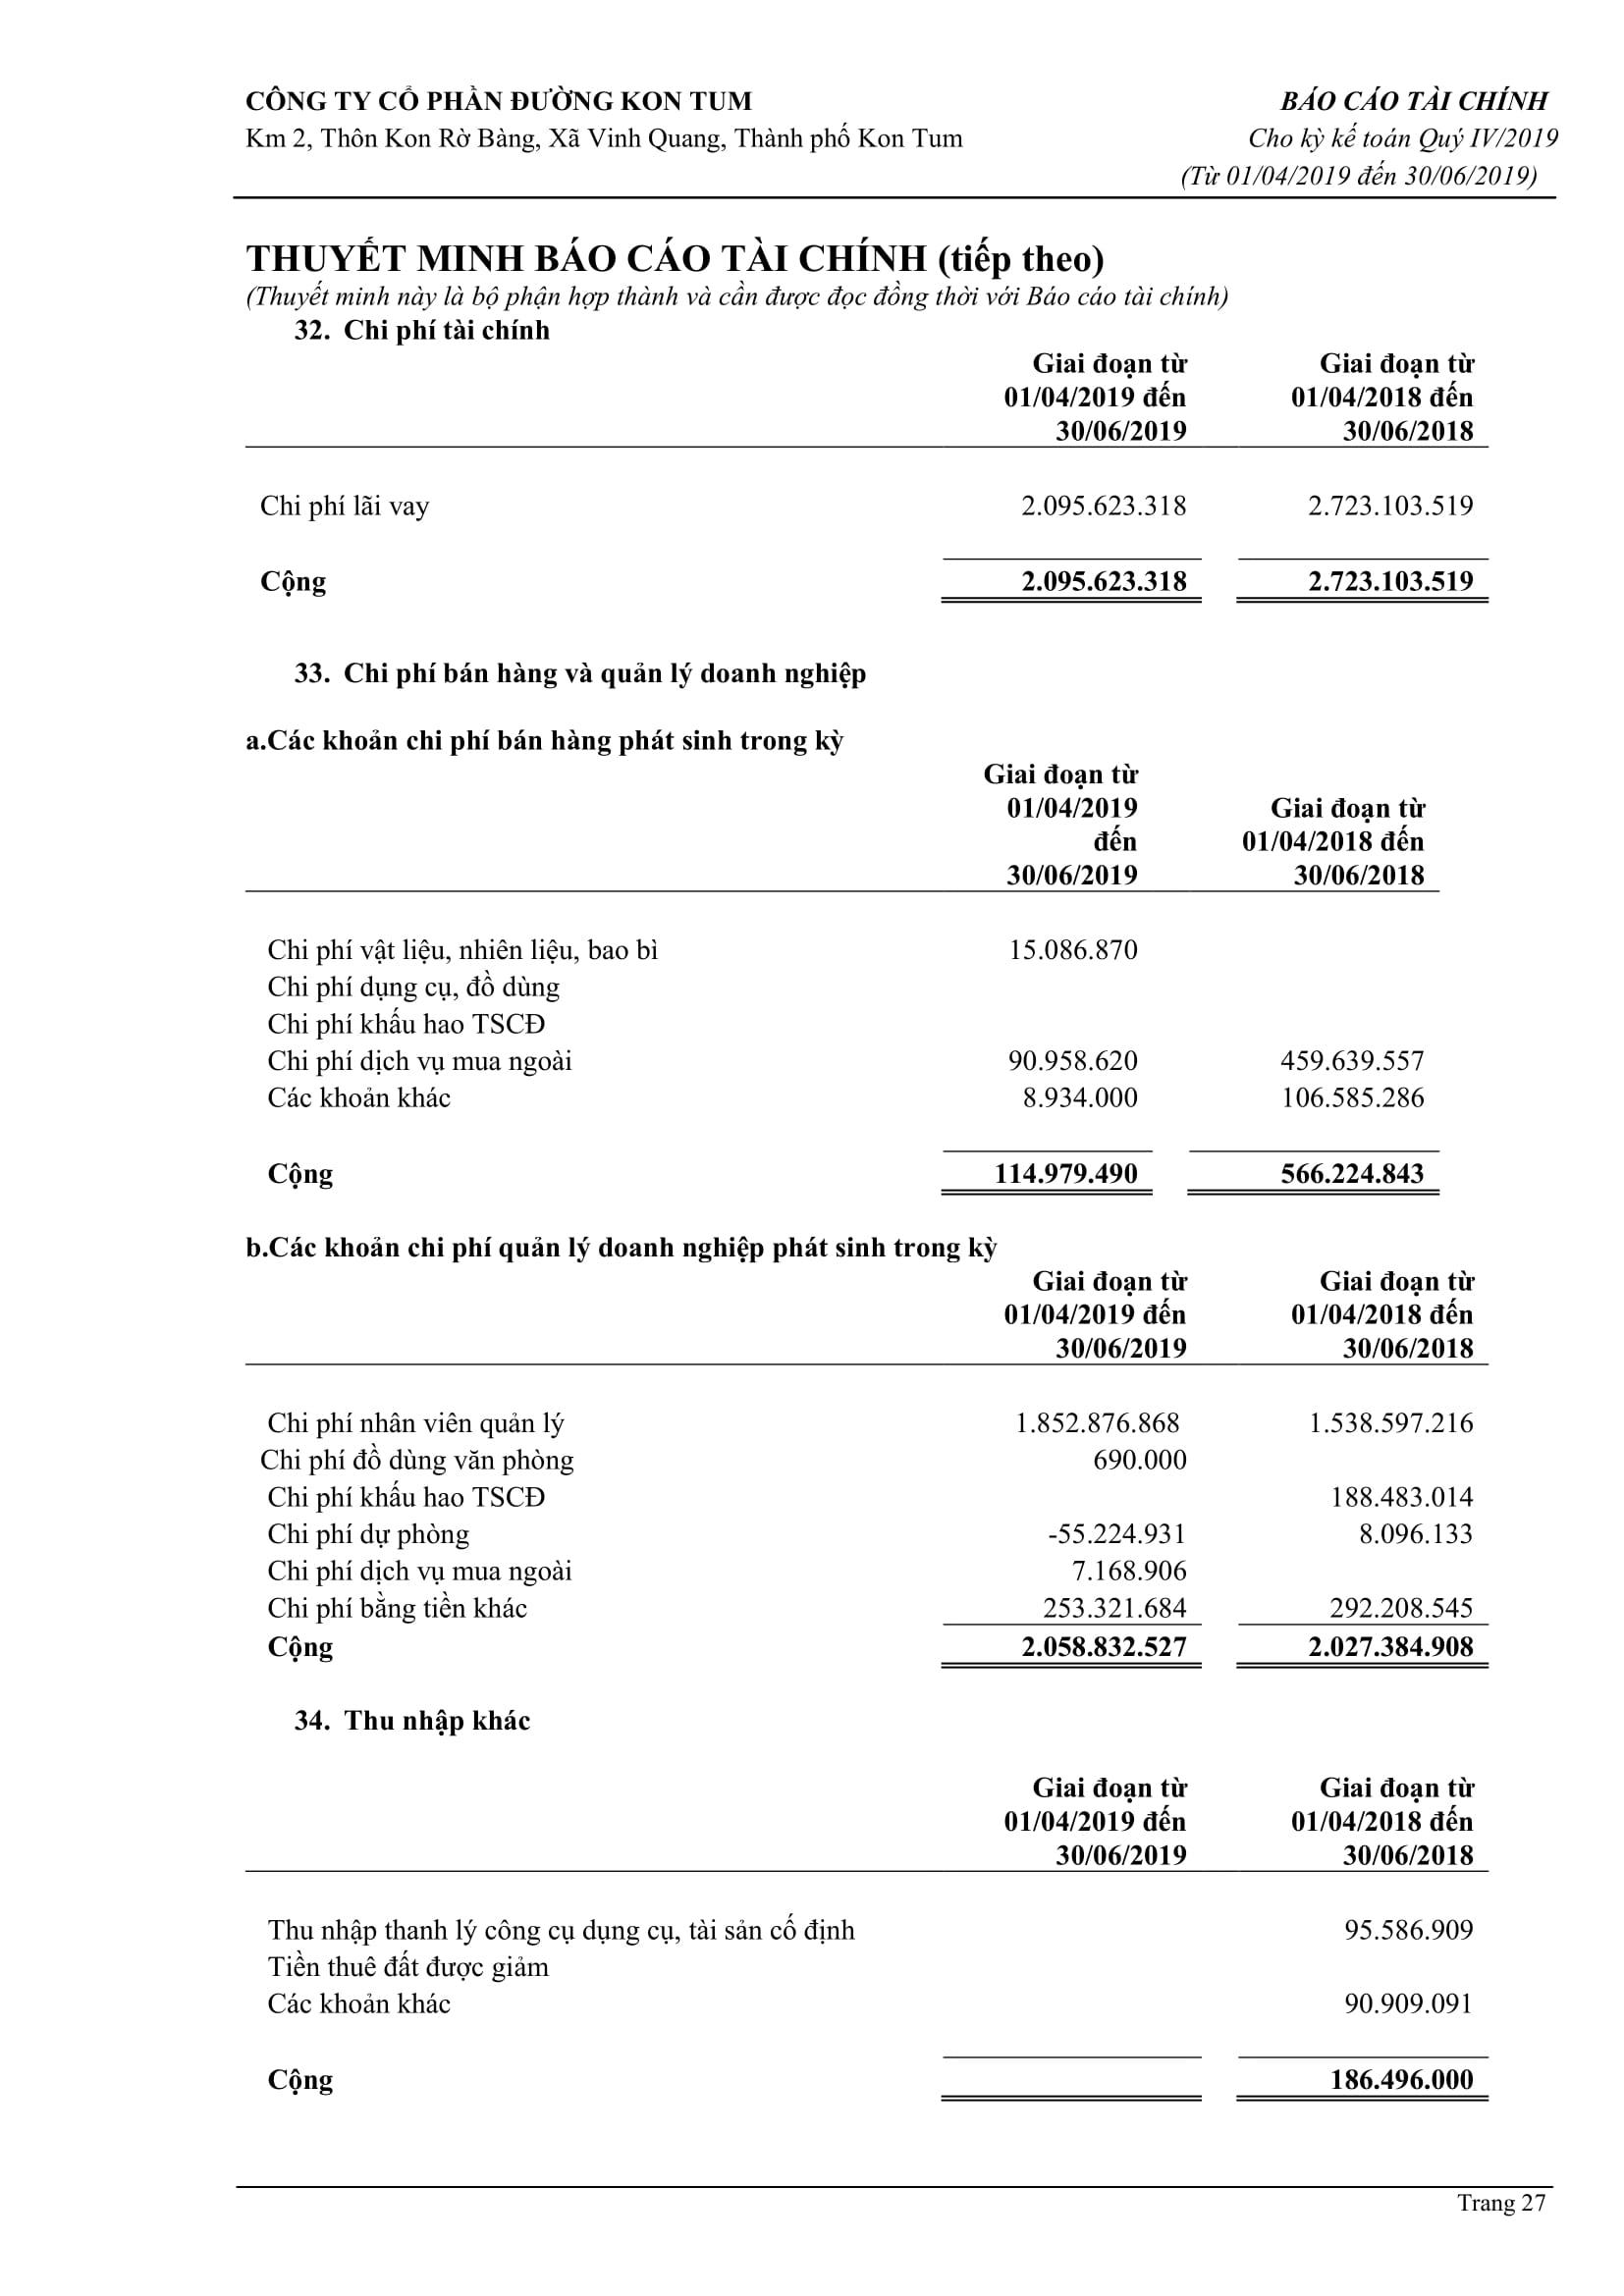 CÔNG TY CỔ PHẦN ĐƯỜNG KON TUM BÁO CÁO TÀI CHÍNH
Km 2, Thôn Kon Rờ Bàng, Xã Vinh Quang, Thành phố Kon Tum Cho kỳ kế toán Quý IV/2019
(Từ 01/04/2019 đến 30/06/2019)
THUYẾT MINH BÁO CÁO TÀI CHÍNH (tiếp theo)
(Thuyết minh này là bộ phận hợp thành và cần được đọc đồng thời với Báo cáo tài chính)
32. Chi phí tài chính
Giai đoạn từ Giai đoạn từ
01/04/2019 đến 01/04/2018 đến
30/06/2019 30/06/2018
Chi phí lãi vay 2.095.623.318 2.723.103.519
Cộng 2.095.623.318 2.723.103.519
33. Chi phí bán hàng và quản lý doanh nghiệp
a.Các khoản chi phí bán hàng phát sinh trong kỳ
Giai đoạn từ
01/04/2019 Giai đoạn từ
đến 01/04/2018 đến
30/06/2019 30/06/2018
Chi phí vật liệu, nhiên liệu, bao bì 15.086.870
Chi phí dụng cụ, đồ dùng
Chi phí khấu hao TSCĐ
Chi phí dịch vụ mua ngoài 90.958.620 459.639.557
Các khoản khác 8.934.000 106.585.286
Cộng 114.979.490 566.224.843
b.Các khoản chi phí quản lý doanh nghiệp phát sinh trong kỳ
Giai đoạn từ Giai đoạn từ
01/04/2019 đến 01/04/2018 đến
30/06/2019 30/06/2018
Chi phí nhân viên quản lý 1.852.876.868 1.538.597.216
Chi phí đồ dùng văn phòng 690.000
Chi phí khấu hao TSCĐ 188.483.014
Chi phí dự phòng -55.224.931 8.096.133
Chi phí dịch vụ mua ngoài 7.168.906
Chi phí bằng tiền khác 253.321.684 292.208.545
Cộng 2.058.832.527 2.027.384.908
34. Thu nhập khác
Giai đoạn từ Giai đoạn từ
01/04/2019 đến 01/04/2018 đến
30/06/2019 30/06/2018
Thu nhập thanh lý công cụ dụng cụ, tài sản cố định 95.586.909
Tiền thuê đất được giảm
Các khoản khác 90.909.091
Cộng 186.496.000
Trang 27